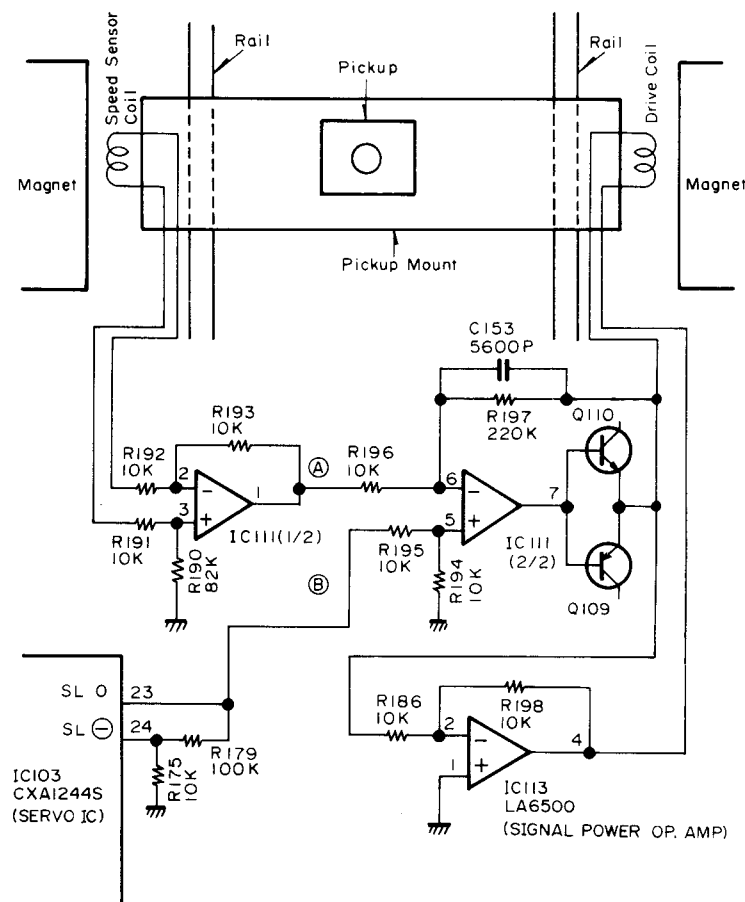 Speed Sensor
Coil
Rail
Pickup
Rail
Drive Coil
Magnet
Magnet
Pickup Mount
C153
5600P
R193
10K
R197
220K
Q110
R192
10K
R196
10K
A
2
3
1
6
5
7
−
+
−
+
R191
10K
R190
82K
IC111(1/2)
R195
10K
R194
10K
IC111
(2/2)
B
Q109
SL O
23
SL −
24
R179
100K
R175
10K
R186
10K
R198
10K
2
1
4
−
+
IC103
CXA1244S
(SERVO IC)
IC113
LA6500
(SIGNAL POWER OP. AMP)